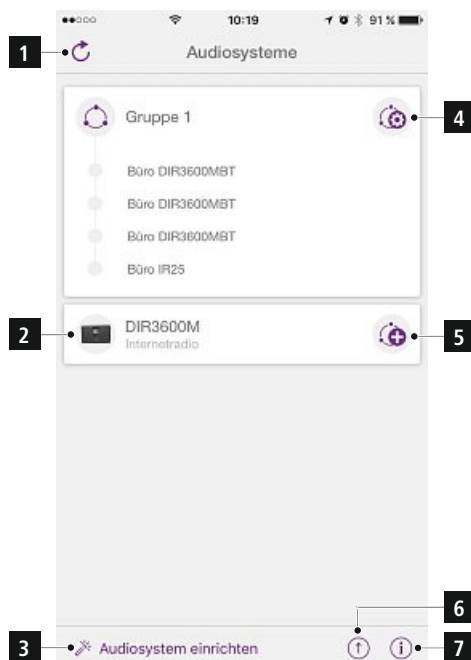 10:19 91 %
1 Audiosysteme
Gruppe 1 4
Büro DIR3600MBT
Büro DIR3600MBT
Büro DIR3600MBT
Büro IR25
2 DIR3600M 5
Internotradio
6
3 Audiosystem einrichten 7